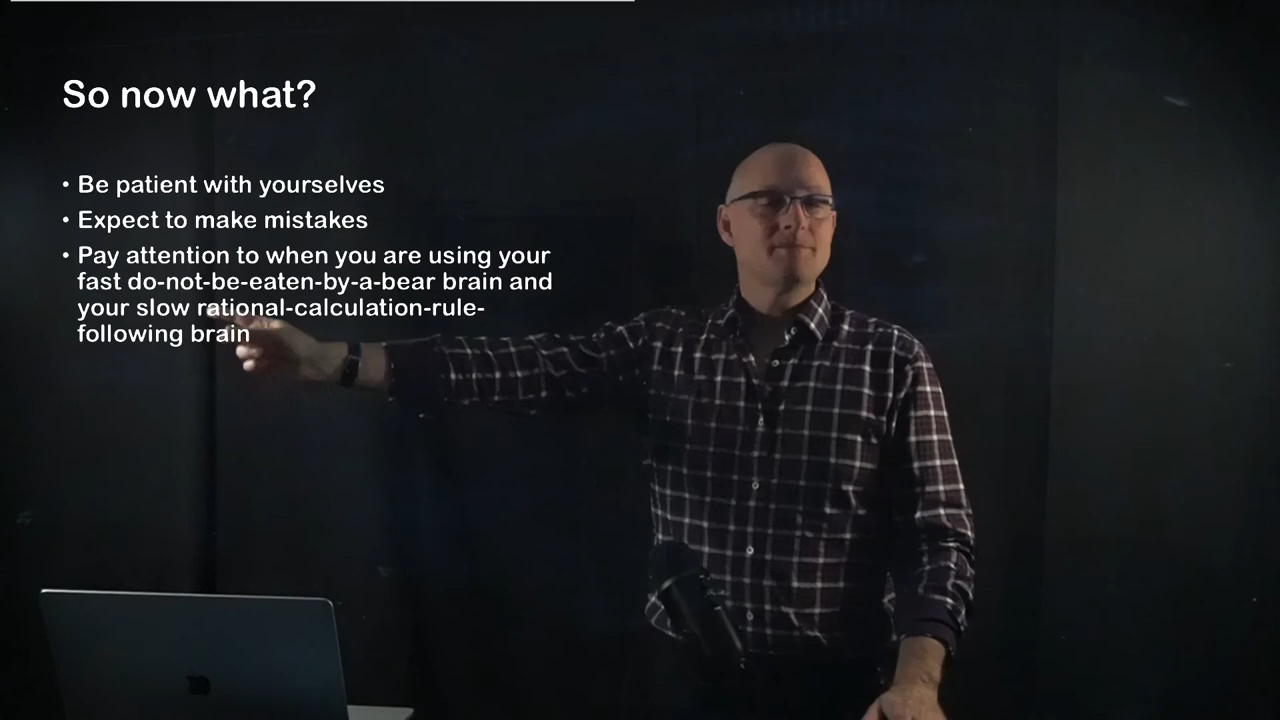 So now what?
• Be patient with yourselves
• Expect to make mistakes
• Pay attention to when you are using your
fast do-not-be-eaten-by-a-bear brain and
your slow rational-calculation-rule-
following brain